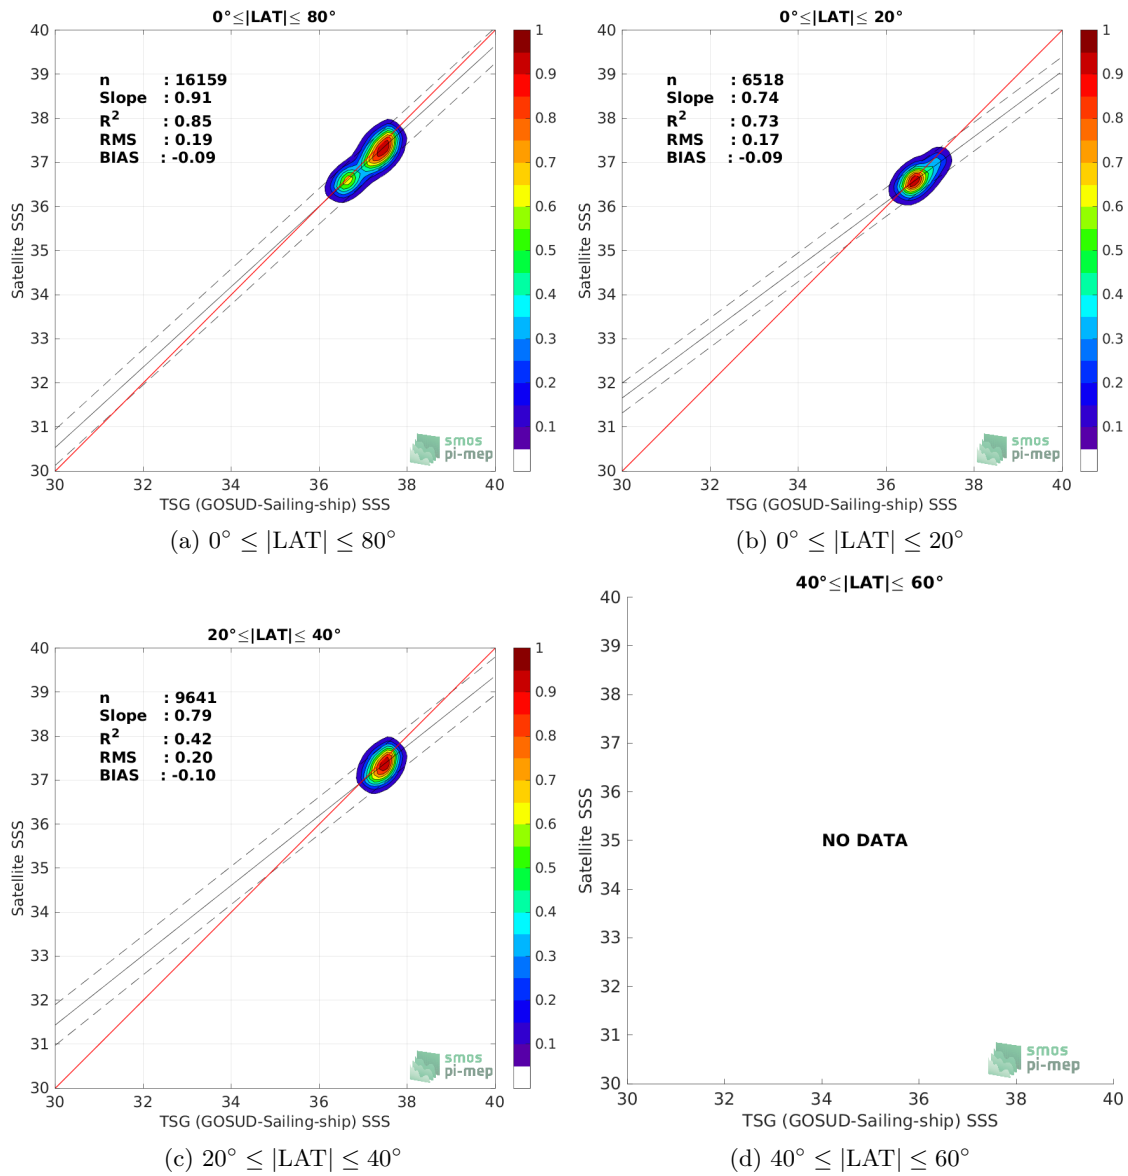 0°≤|LAT|≤ 80°
40
39
38
37
36
35
34
33
32
31
30
Satellite SSS
n : 16159
Slope : 0.91
R2 : 0.85
RMS : 0.19
BIAS : -0.09
smos
pi-mep
30 32 34 36 38 40
TSG (GOSUD-Sailing-ship) SSS
1
0.9
0.8
0.7
0.6
0.5
0.4
0.3
0.2
0.1
(a) 0° ≤ |LAT| ≤ 80°
0°≤|LAT|≤ 20°
40
39
38
37
36
35
34
33
32
31
30
Satellite SSS
n : 6518
Slope : 0.74
R2 : 0.73
RMS : 0.17
BIAS : -0.09
smos
pi-mep
30 32 34 36 38 40
TSG (GOSUD-Sailing-ship) SSS
1
0.9
0.8
0.7
0.6
0.5
0.4
0.3
0.2
0.1
(b) 0° ≤ |LAT| ≤ 20°
20°≤|LAT|≤ 40°
40
39
38
37
36
35
34
33
32
31
30
Satellite SSS
n : 9641
Slope : 0.79
R2 : 0.42
RMS : 0.20
BIAS : -0.10
smos
pi-mep
30 32 34 36 38 40
TSG (GOSUD-Sailing-ship) SSS
1
0.9
0.8
0.7
0.6
0.5
0.4
0.3
0.2
0.1
(c) 20° ≤ |LAT| ≤ 40°
40°≤|LAT|≤ 60°
40
39
38
37
36
35
34
33
32
31
30
Satellite SSS
NO DATA
smos
pi-mep
30 32 34 36 38 40
TSG (GOSUD-Sailing-ship) SSS
(d) 40° ≤ |LAT| ≤ 60°